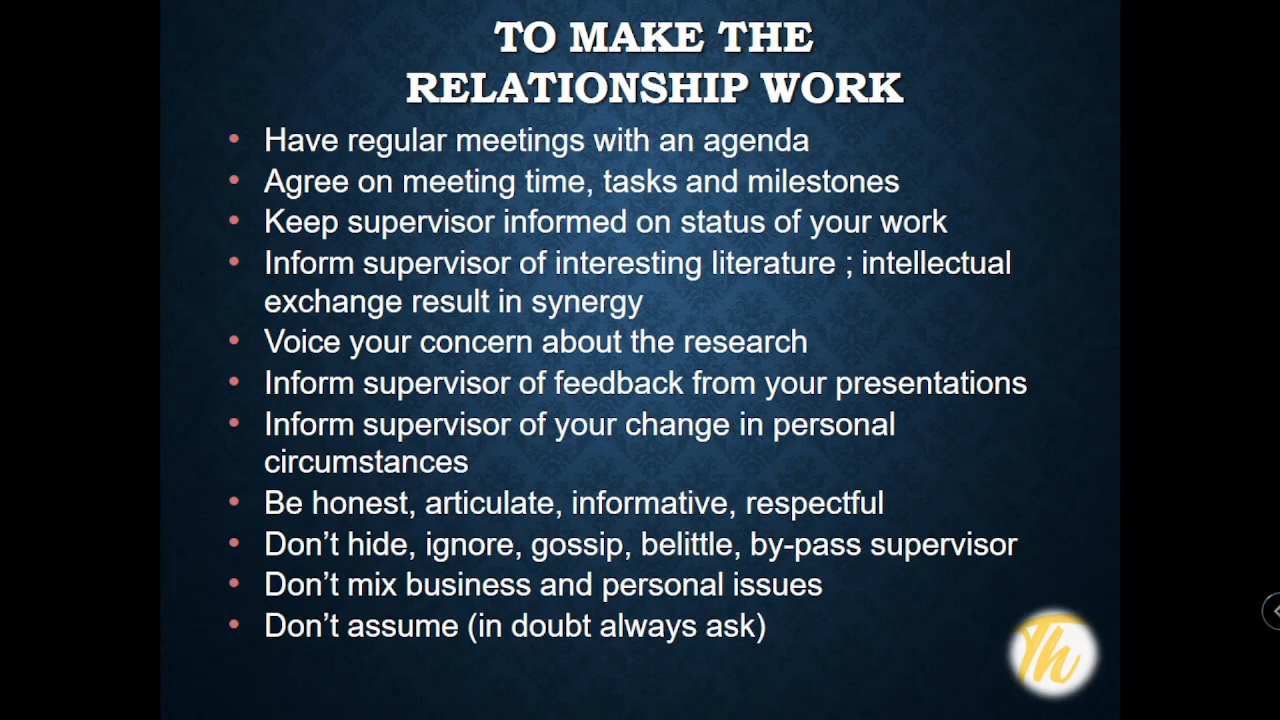 TO MAKE THE
RELATIONSHIP WORK
• Have regular meetings with an agenda
• Agree on meeting time, tasks and milestones
• Keep supervisor informed on status of your work
• Inform supervisor of interesting literature ; intellectual
exchange result in synergy
• Voice your concern about the research
• Inform supervisor of feedback from your presentations
• Inform supervisor of your change in personal
circumstances
• Be honest, articulate, informative, respectful
• Don’t hide, ignore, gossip, belittle, by-pass supervisor
• Don’t mix business and personal issues
• Don’t assume (in doubt always ask)
Th